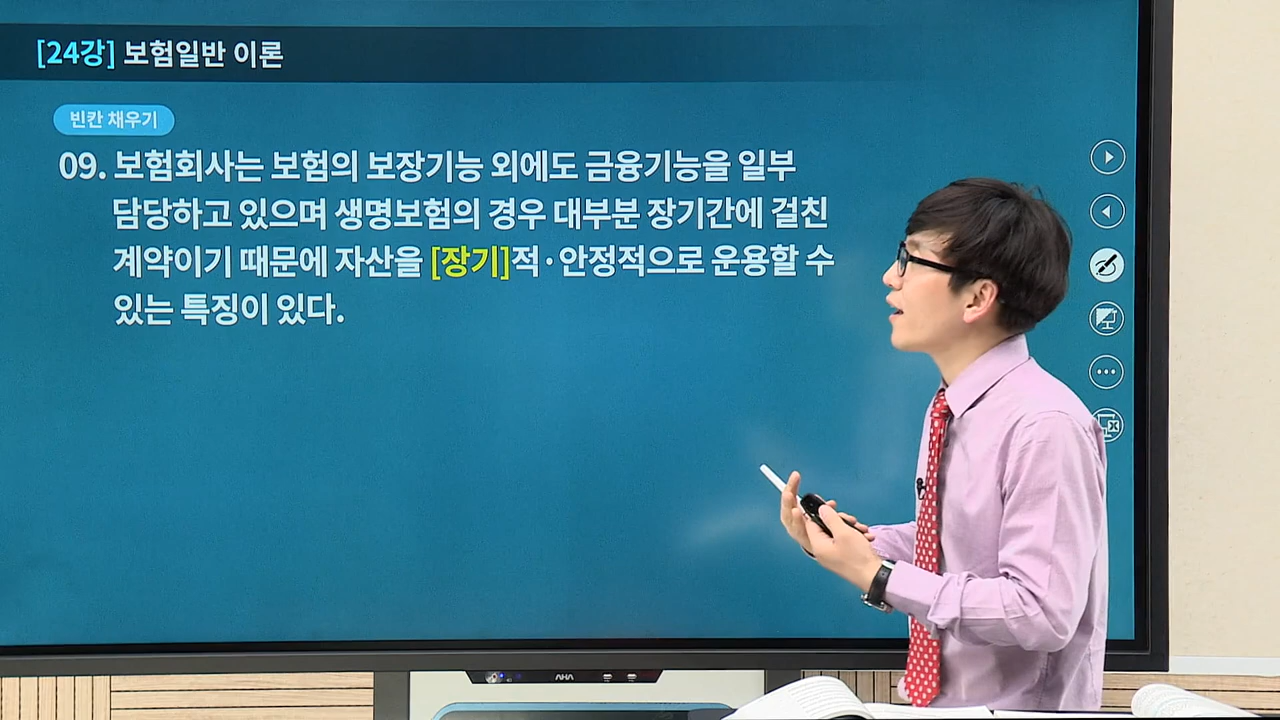 [24강] 보험일반 이론
빈칸 채우기
09. 보험회사는 보험의 보장기능 외에도 금융기능을 일부
담당하고 있으며 생명보험의 경우 대부분 장기간에 걸친
계약이기 때문에 자산을 [장기]적·안정적으로 운용할 수
있는 특징이 있다.
AHA